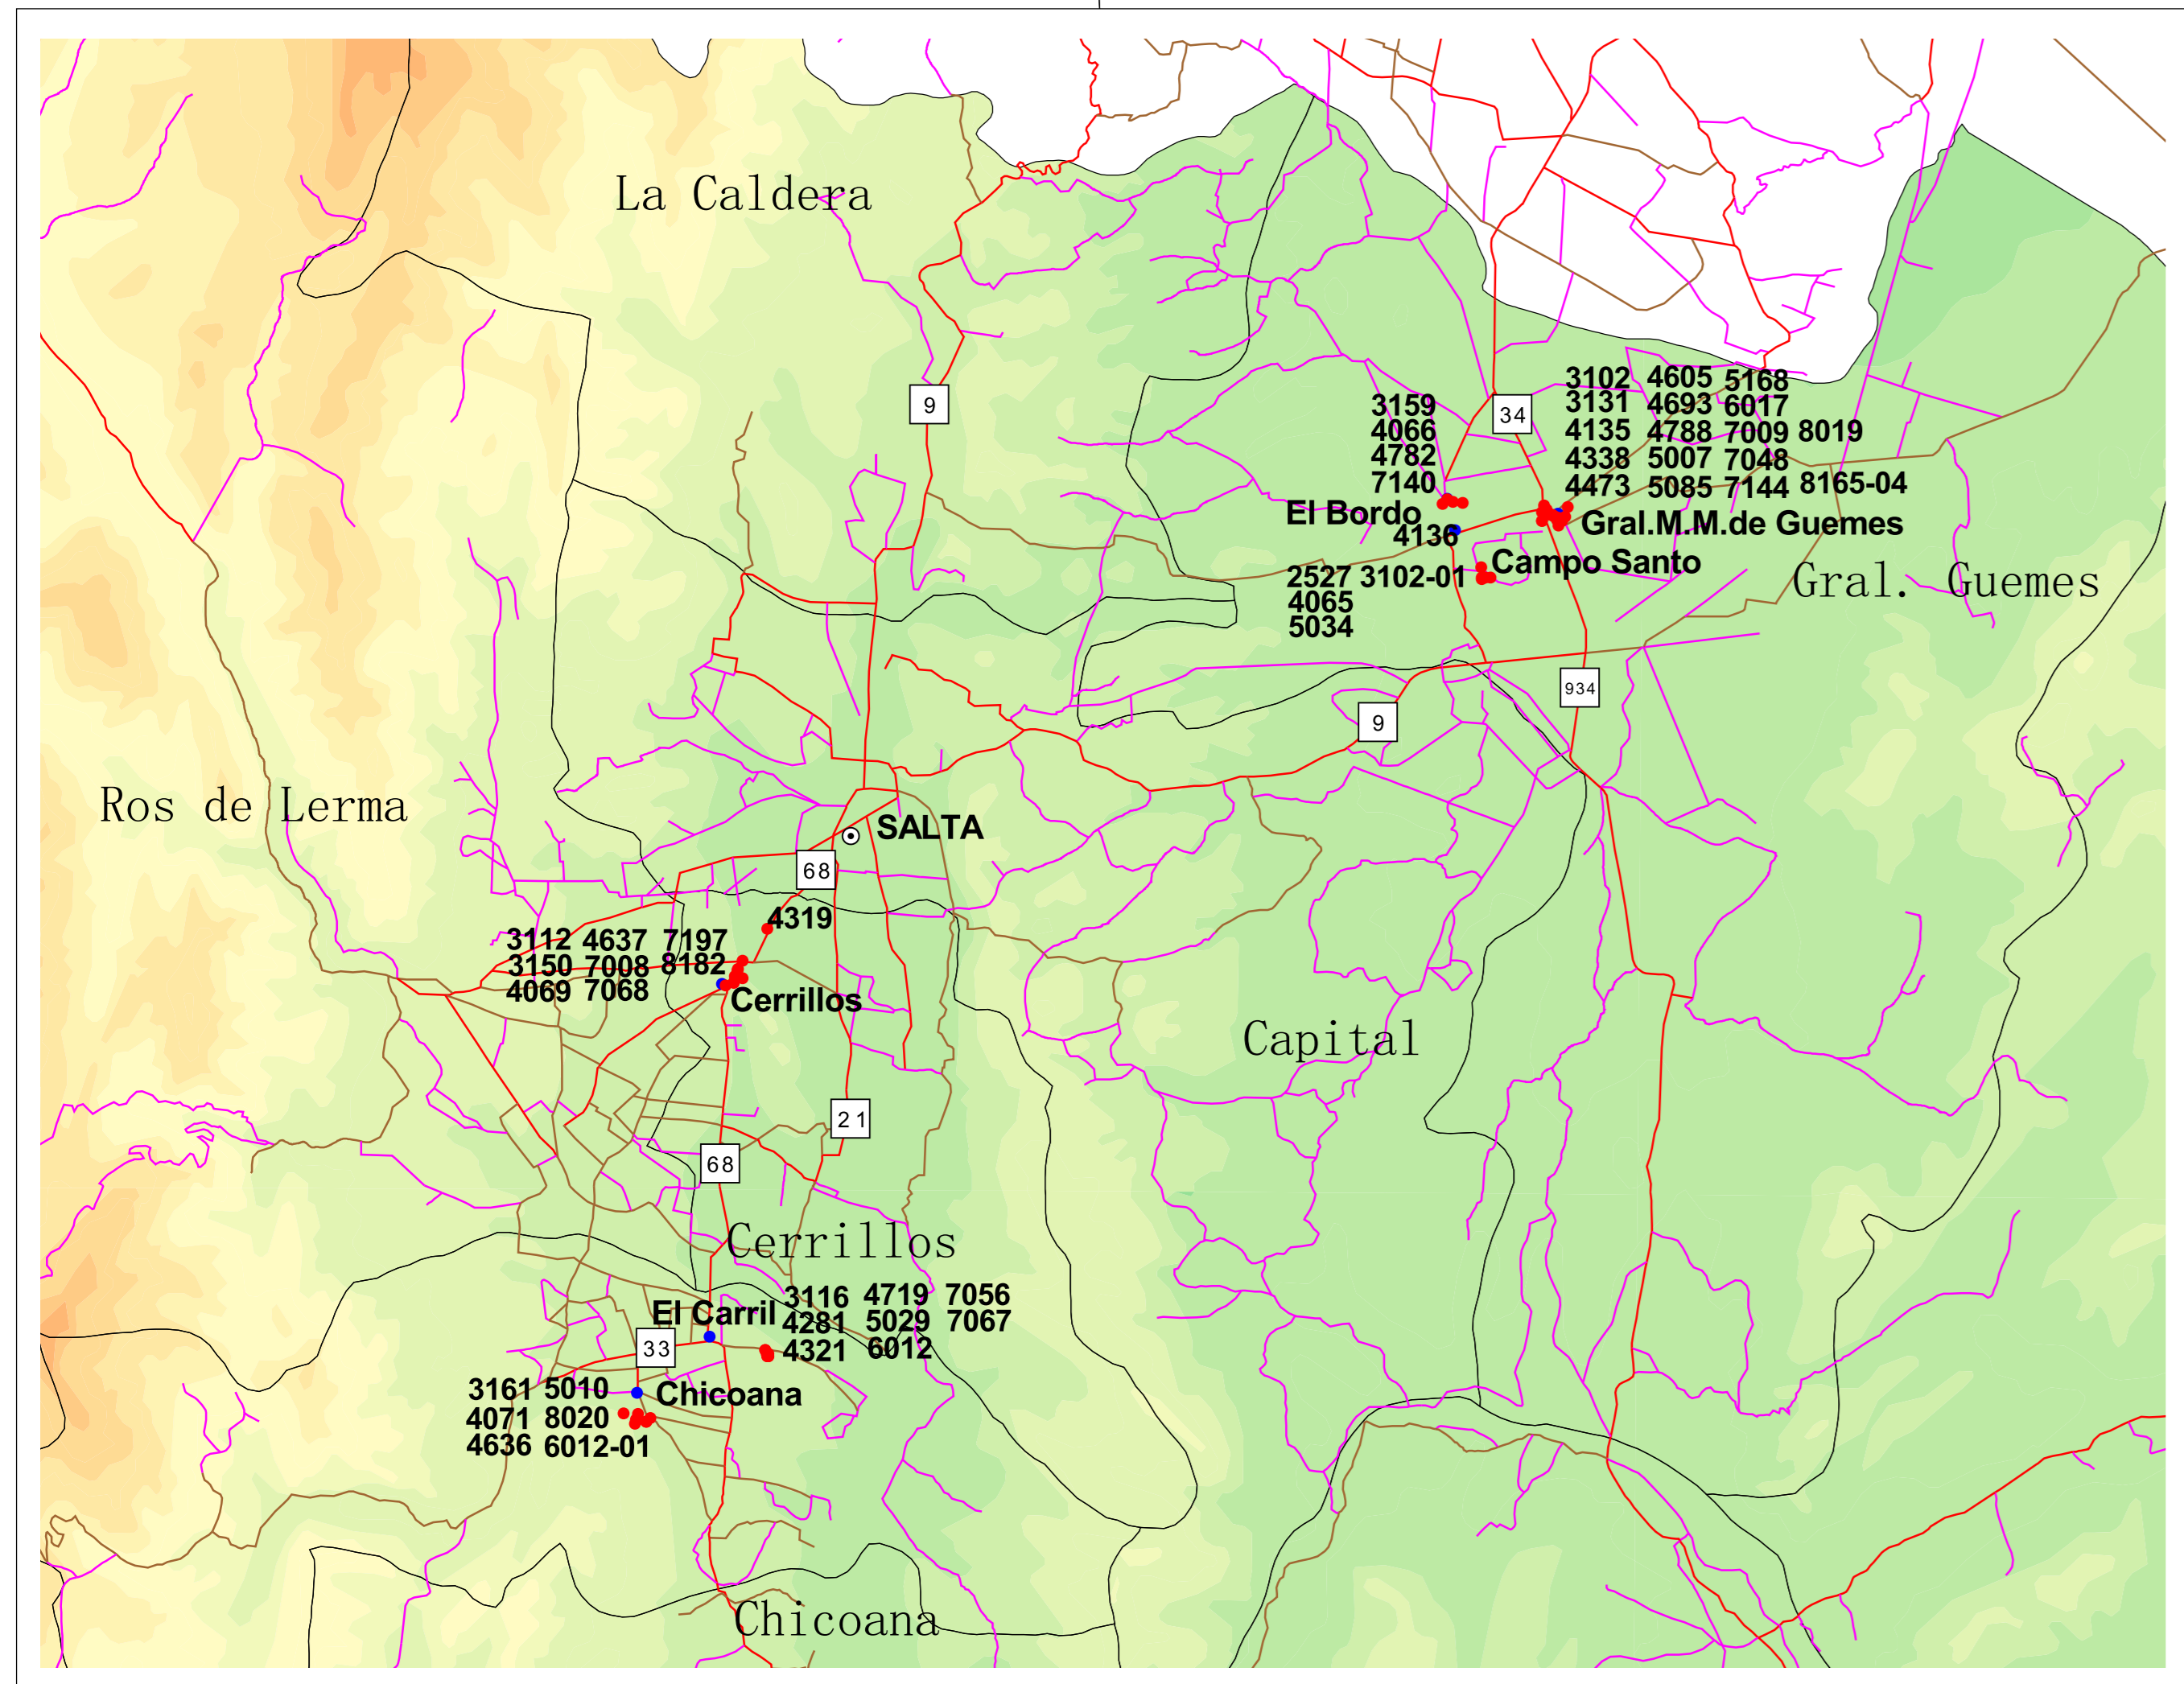 La Caldera
9
34
3159
4066
4782
7140
3102 4605 5168
3131 4693 6017
4135 4788 7009 8019
4338 5007 7048
4473 5085 7144 8165-04
El Bordo
4136
Gral.M.M.de Guemes
Campo Santo
2527 3102-01
4065
5034
Gral. Guemes
934
9
Ros de Lerma
SALTA
68
4319
3112 4637 7197
3150 7008 8182
4069 7068
Cerrillos
Capital
21
68
Cerrillos
El Carril
3116 4719 7056
4281 5029 7067
4321 6012
33
Chicoana
3161 5010
4071 8020
4636 6012-01
Chicoana